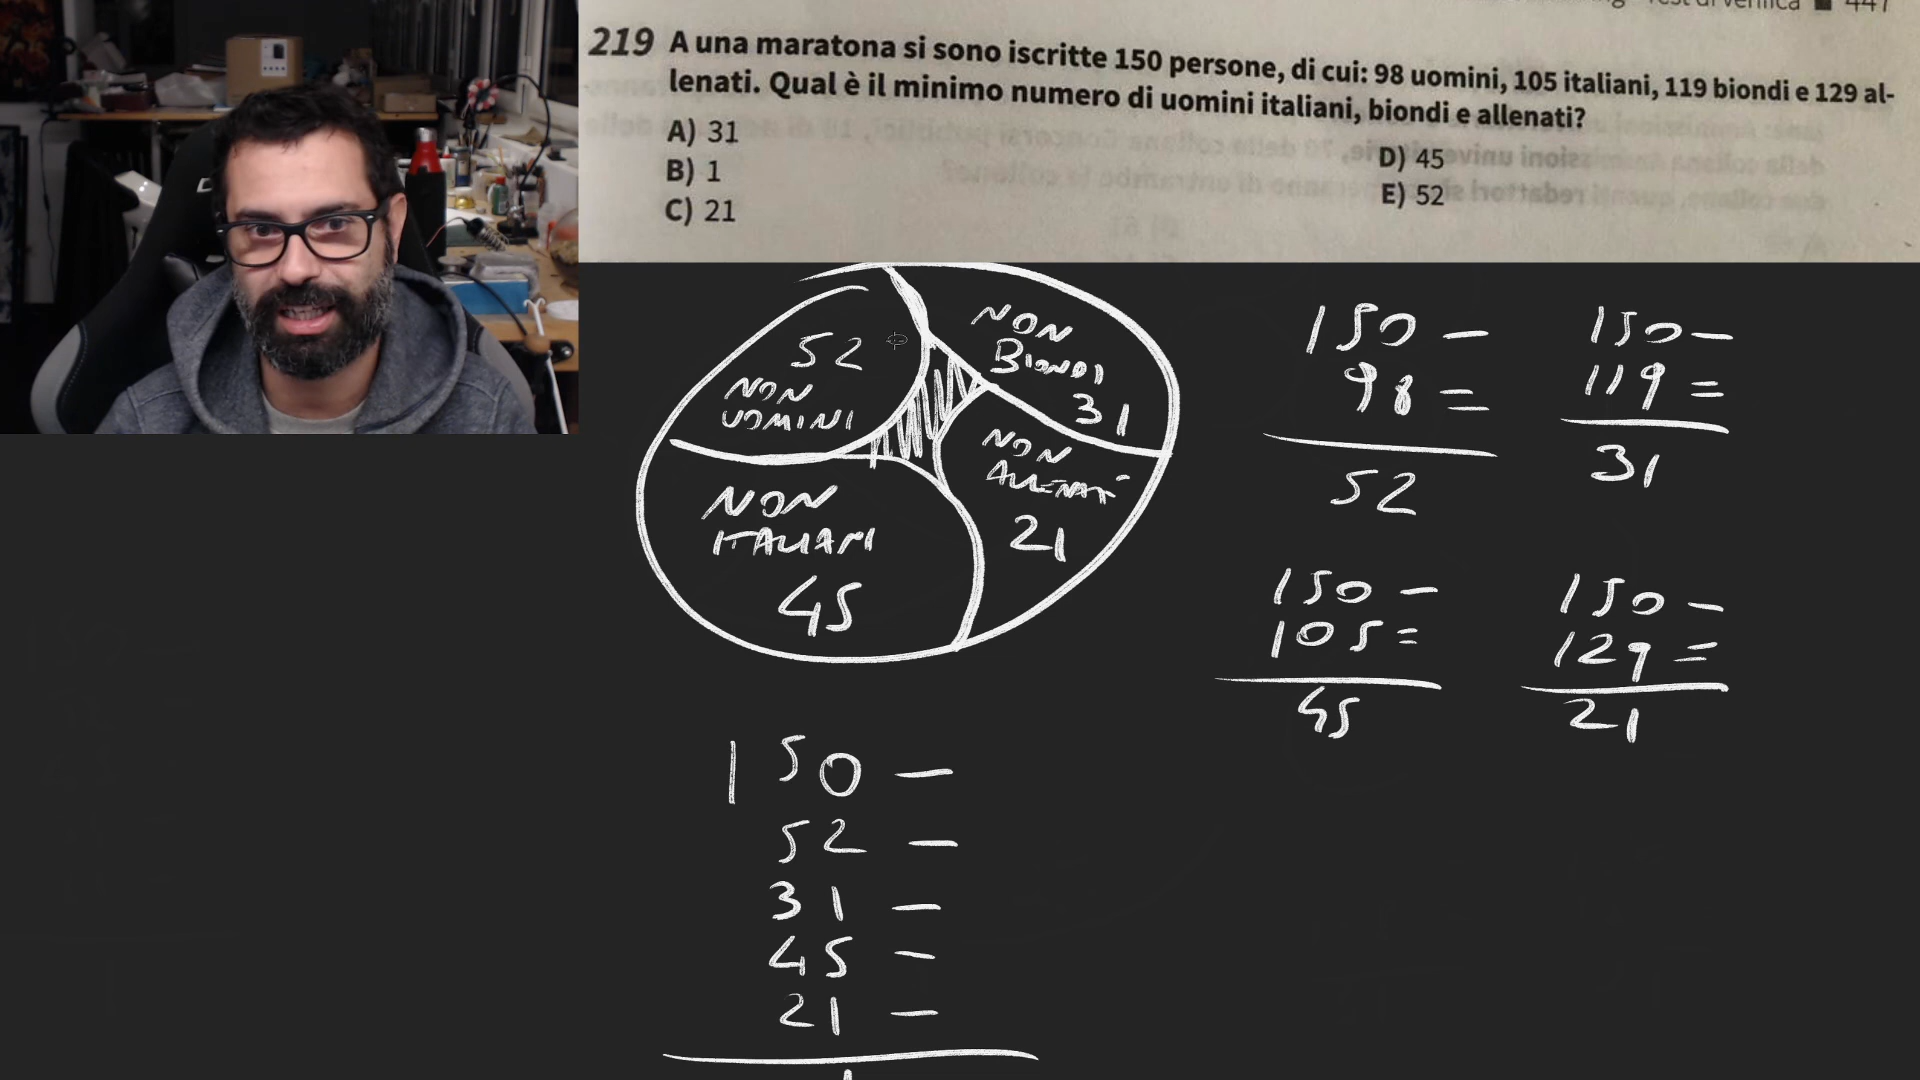 219 A una maratona si sono iscritte 150 persone, di cui: 98 uomini, 105 italiani, 119 biondi e 129 al-
lenati. Qual è il minimo numero di uomini italiani, biondi e allenati?
A) 31
B) 1
C) 21
D) 45
E) 52
52
NON
UOMINI
NON
BIONDI
31
NON
ITALIANI
45
NON
ALLENATI
21
150 -
98 =
52
150 -
119 =
31
150 -
105 =
45
150 -
129 =
21
150 -
52 -
31 -
45 -
21 -